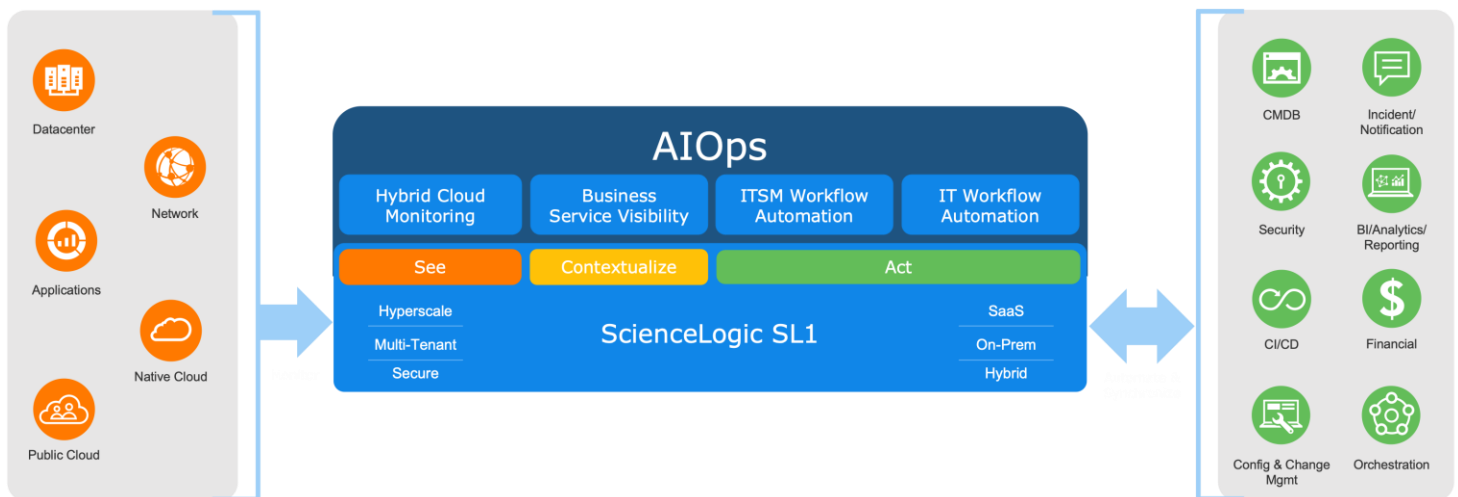 Datacenter
Network
Applications
Native Cloud
Public Cloud
AIOps
Hybrid Cloud
Monitoring
Business
Service Visibility
ITSM Workflow
Automation
IT Workflow
Automation
See
Contextualize
Act
Hyperscale
Multi-Tenant
Secure
ScienceLogic SL1
SaaS
On-Prem
Hybrid
CMDB
Incident/
Notification
Security
BI/Analytics/
Reporting
CI/CD
Financial
Config & Change
Mgmt
Orchestration